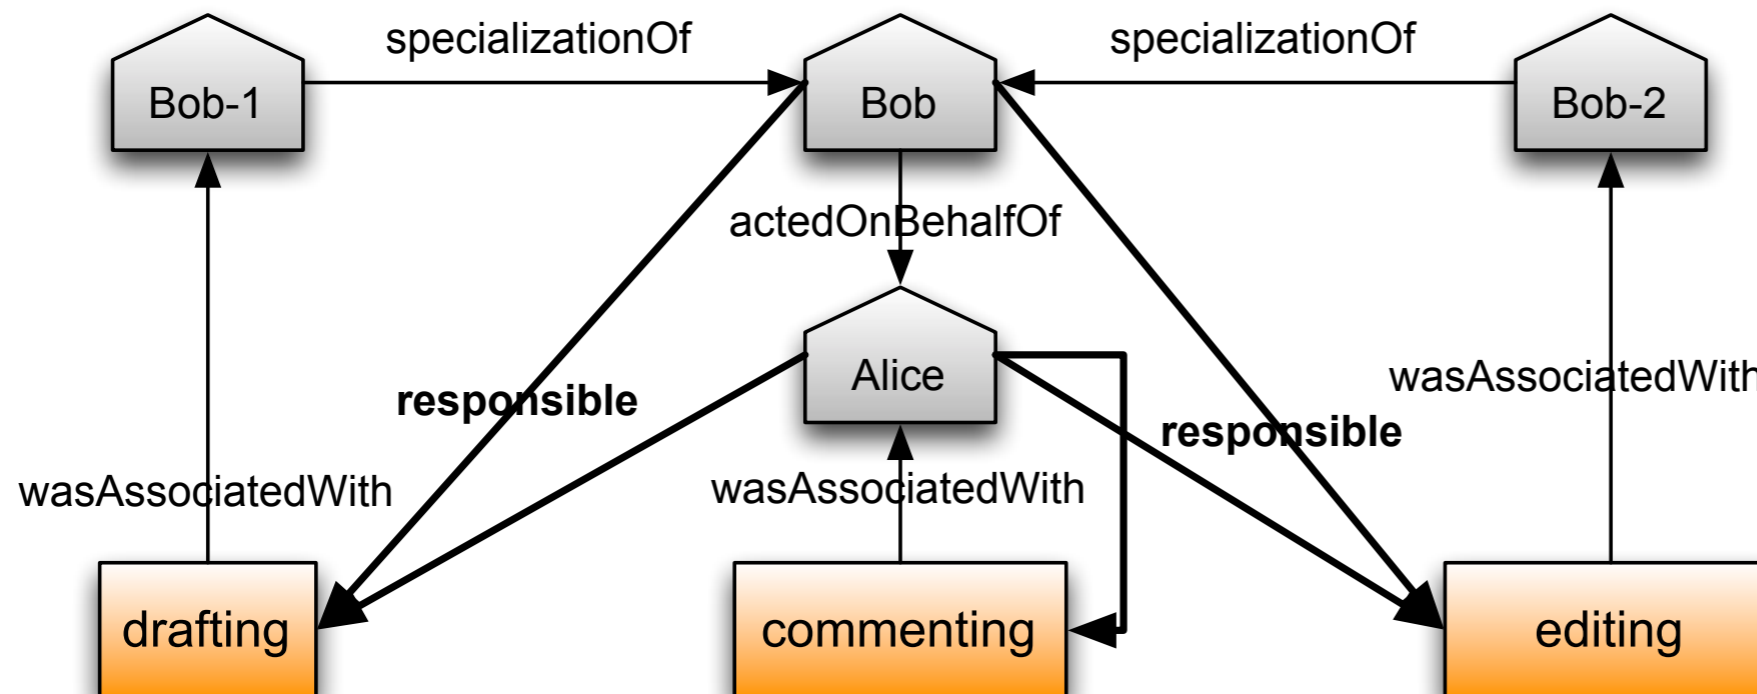 specializationOf
specializationOf
Bob-1
Bob
Bob-2
actedOnBehalfOf
Alice
wasAssociatedWith
responsible
responsible
wasAssociatedWith
wasAssociatedWith
drafting
commenting
editing